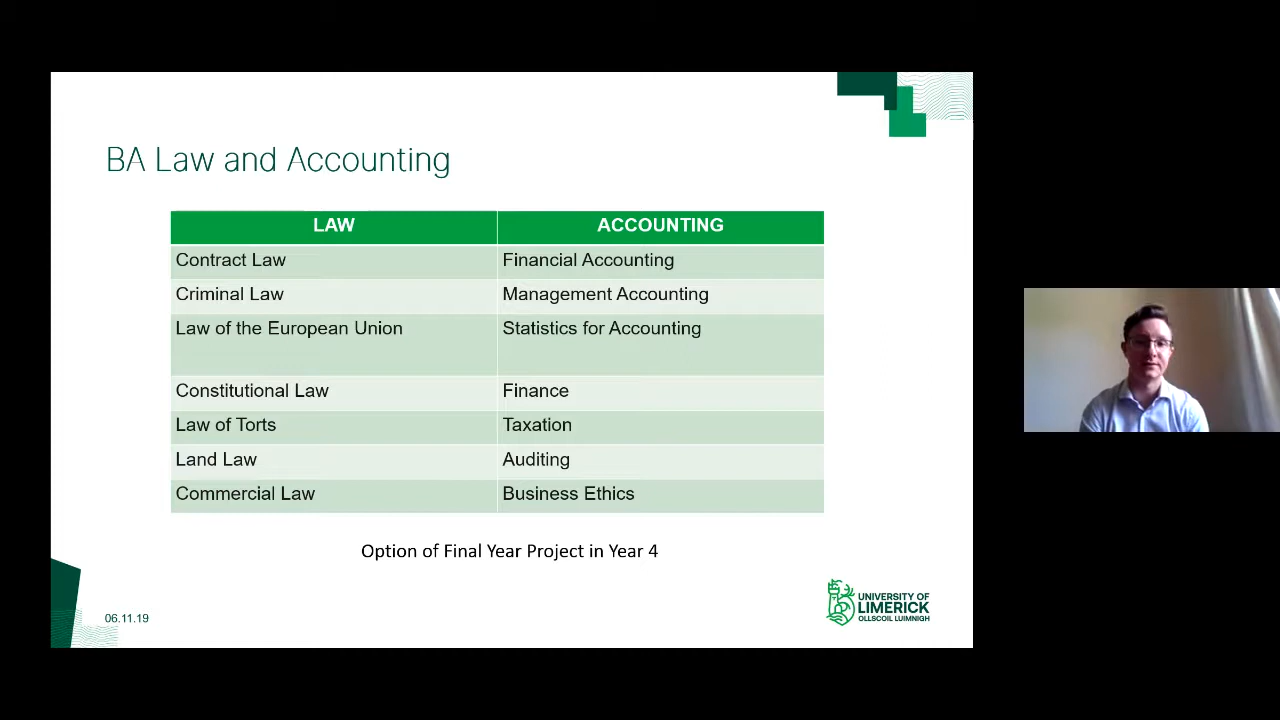 BA Law and Accounting
LAW ACCOUNTING
Contract Law Financial Accounting
Criminal Law Management Accounting
Law of the European Union Statistics for Accounting
Constitutional Law Finance
Law of Torts Taxation
Land Law Auditing
Commercial Law Business Ethics
Option of Final Year Project in Year 4
06.11.19
UNIVERSITY OF
LIMERICK
OLLSCOIL LUIMNIGH